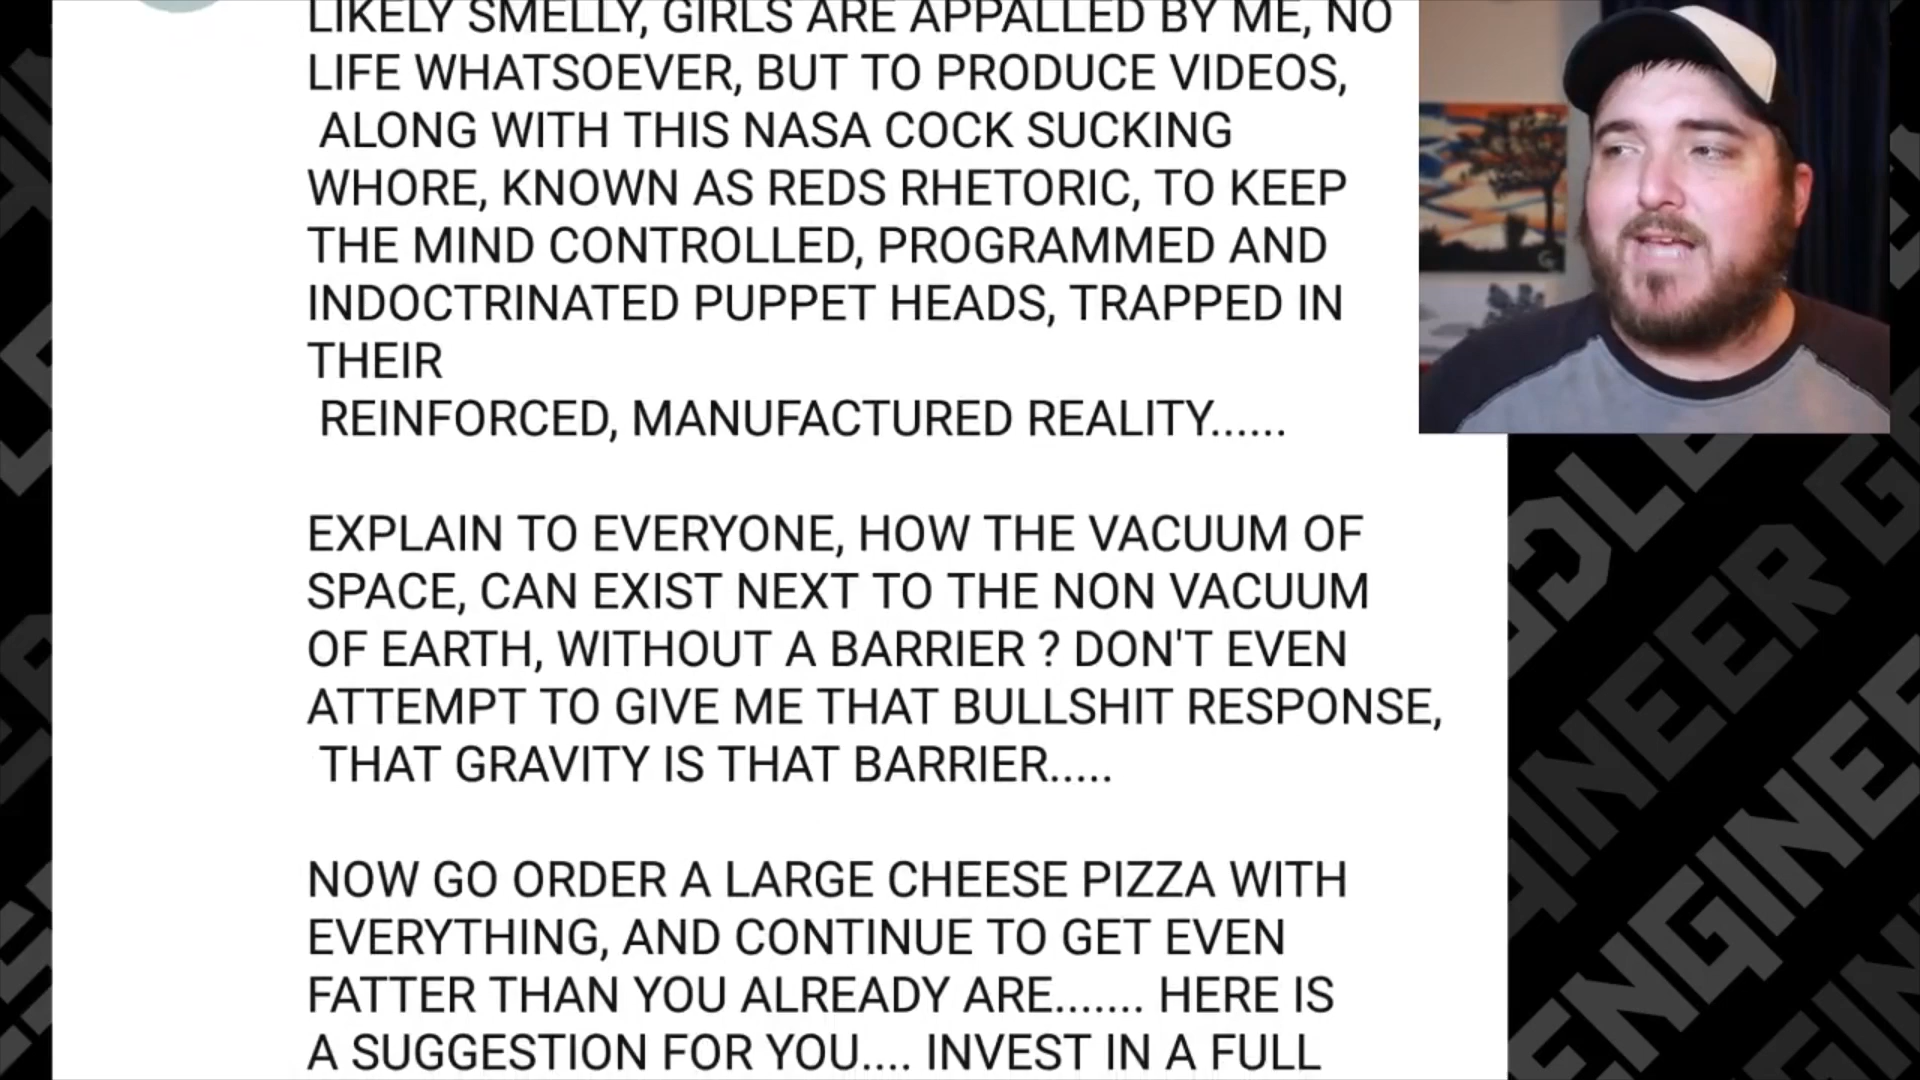 LIKELY SMELLY, GIRLS ARE APPALLED BY ME, NO
LIFE WHATSOEVER, BUT TO PRODUCE VIDEOS,
ALONG WITH THIS NASA COCK SUCKING
WHORE, KNOWN AS REDS RHETORIC, TO KEEP
THE MIND CONTROLLED, PROGRAMMED AND
INDOCTRINATED PUPPET HEADS, TRAPPED IN
THEIR
REINFORCED, MANUFACTURED REALITY......
EXPLAIN TO EVERYONE, HOW THE VACUUM OF
SPACE, CAN EXIST NEXT TO THE NON VACUUM
OF EARTH, WITHOUT A BARRIER ? DON'T EVEN
ATTEMPT TO GIVE ME THAT BULLSHIT RESPONSE,
THAT GRAVITY IS THAT BARRIER.....
NOW GO ORDER A LARGE CHEESE PIZZA WITH
EVERYTHING, AND CONTINUE TO GET EVEN
FATTER THAN YOU ALREADY ARE....... HERE IS
A SUGGESTION FOR YOU.... INVEST IN A FULL